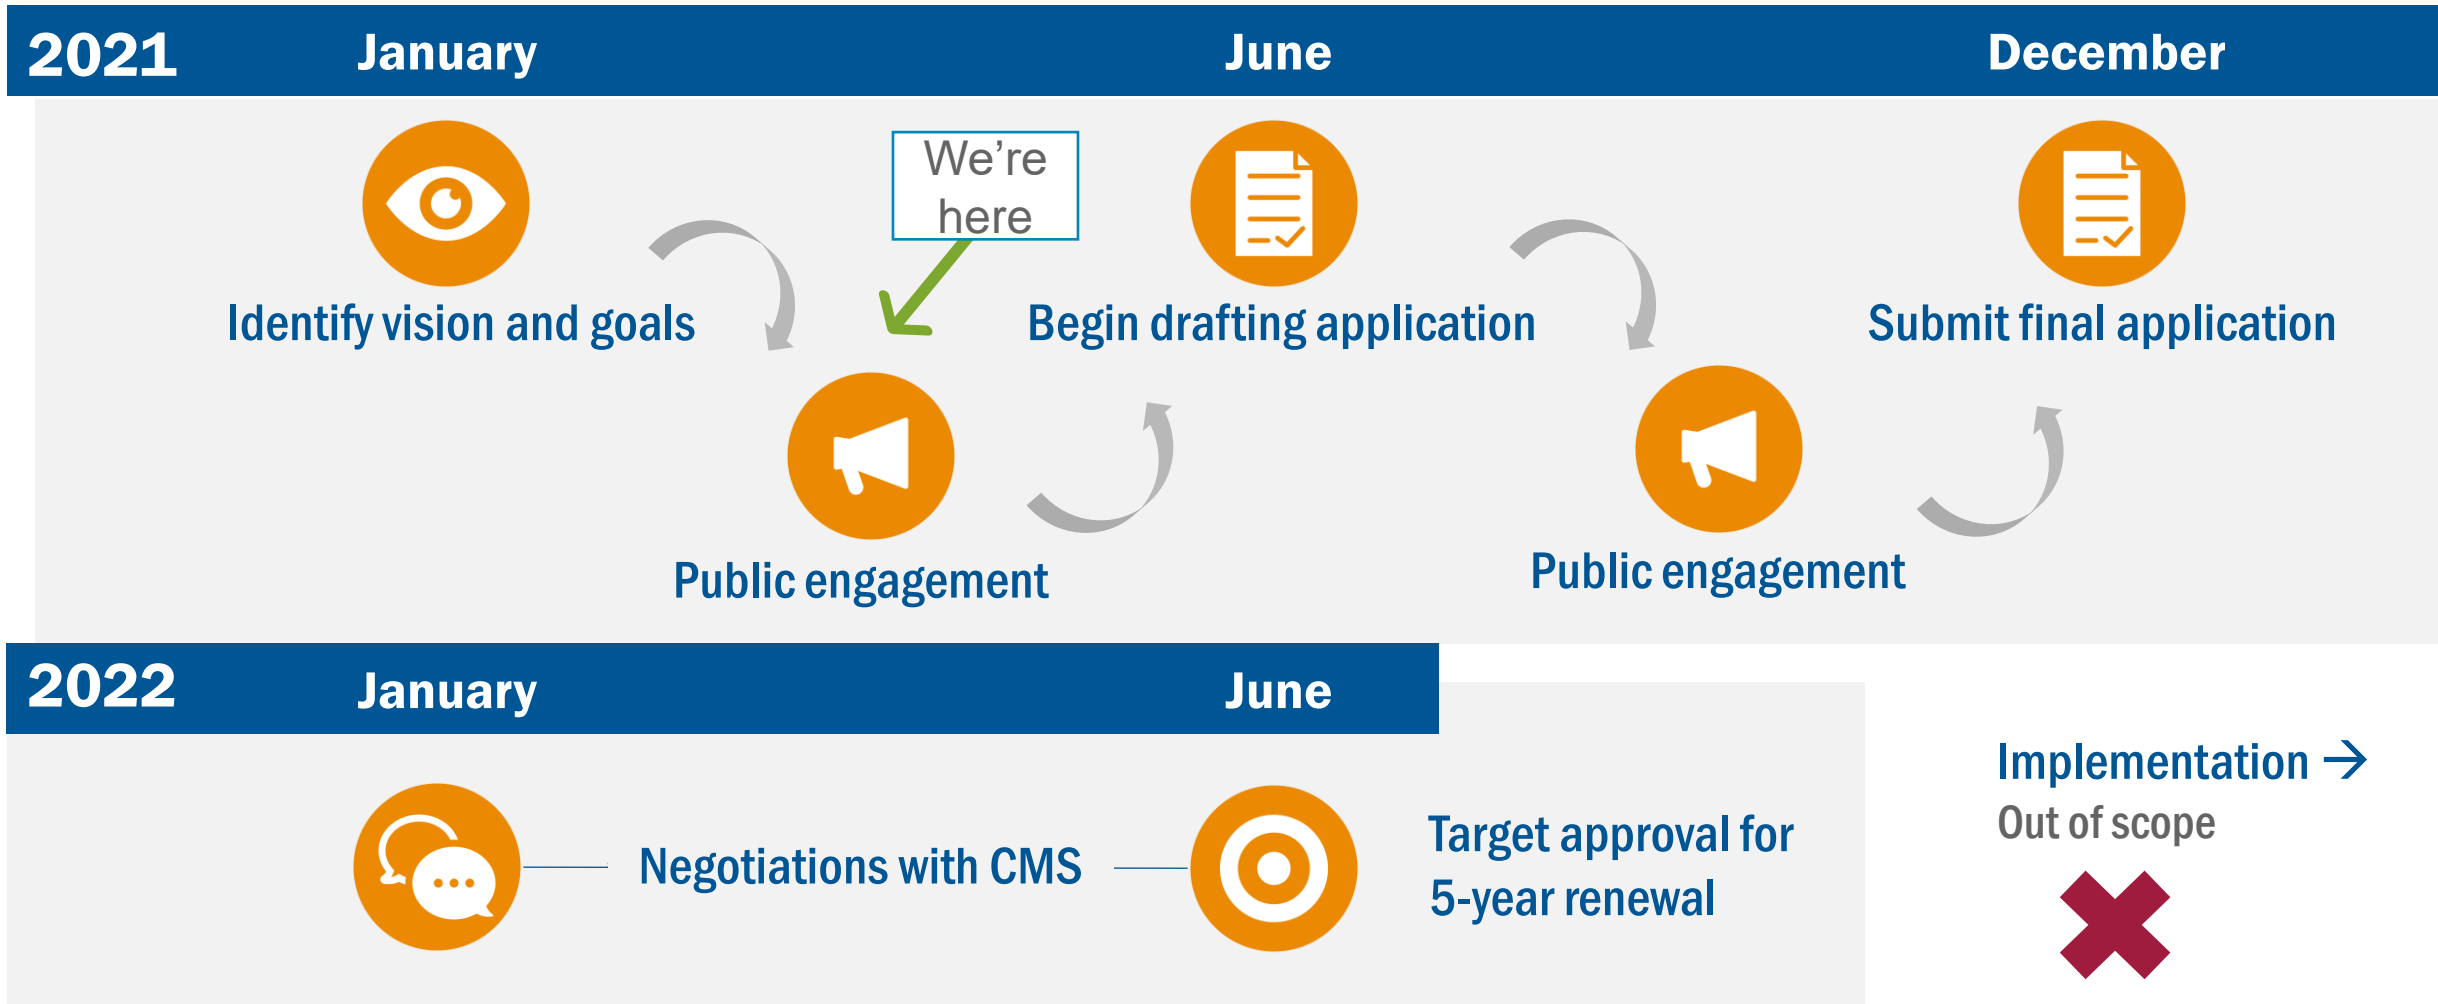 2021 January June December
We're
here
Identify vision and goals
Begin drafting application
Submit final application
Public engagement
Public engagement
2022 January June
Negotiations with CMS
Target approval for
5-year renewal
Implementation →
Out of scope